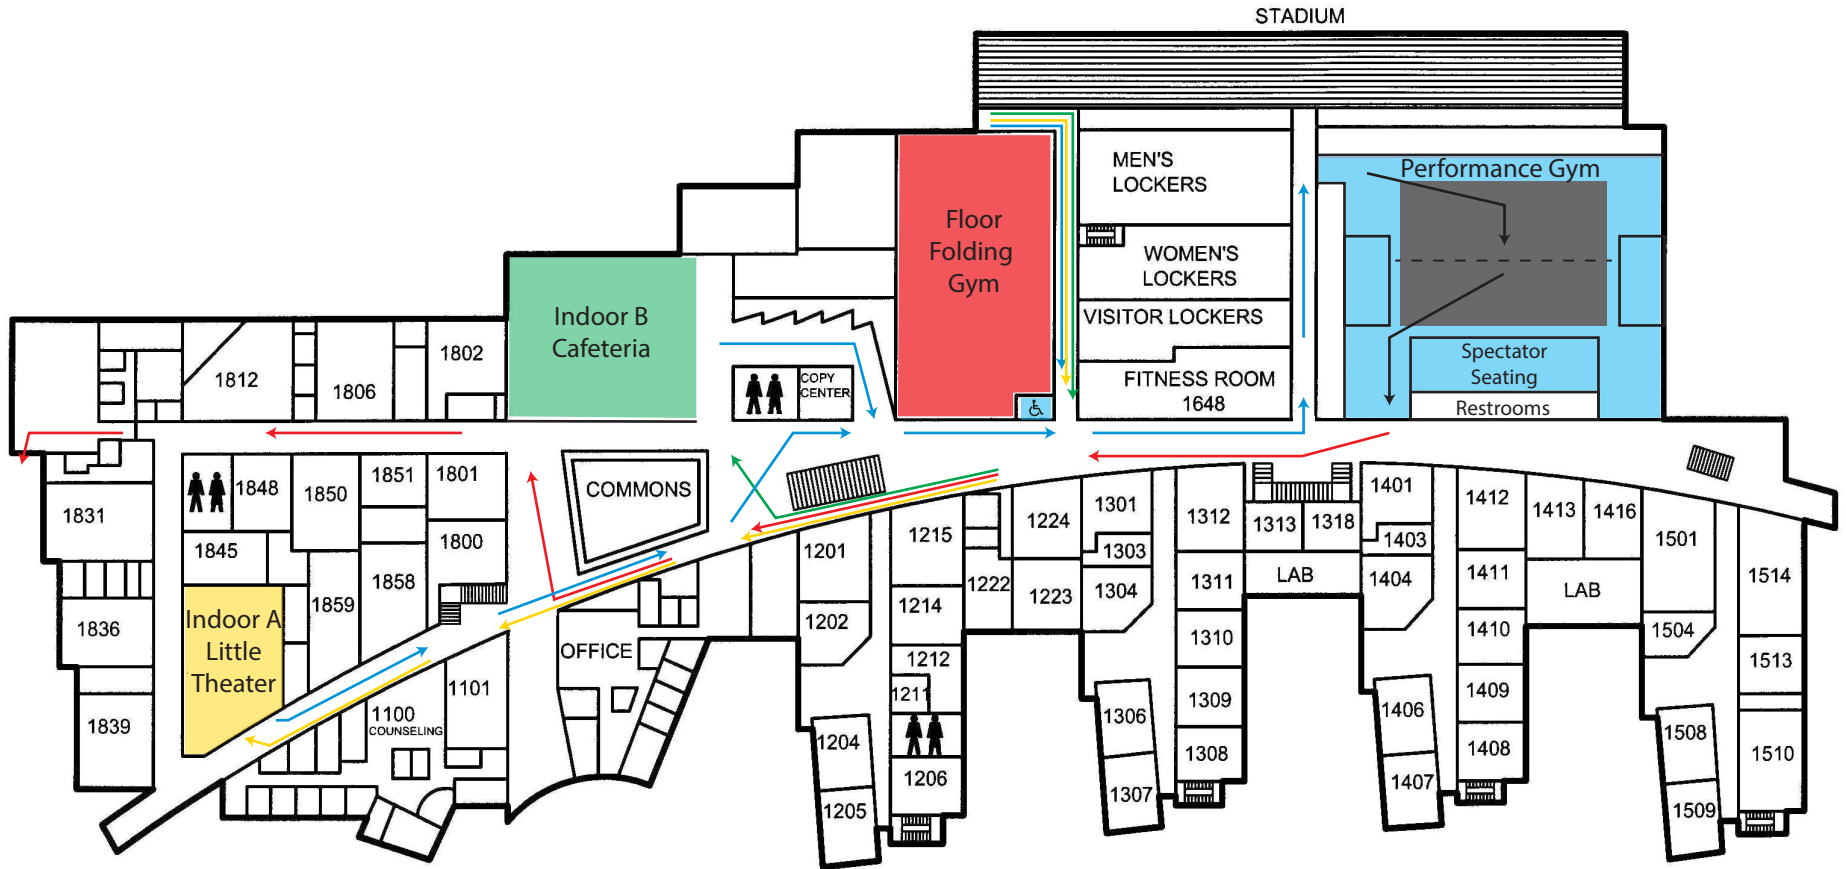 STADIUM
MEN'S
LOCKERS
WOMEN'S
LOCKERS
VISITOR LOCKERS
FITNESS ROOM
1648
Performance Gym
Spectator
Seating
Restrooms
Floor
Folding
Gym
Indoor B
Cafeteria
COPY
CENTER
COMMONS
1812
1806
1802
1831
1848
1850
1851
1801
1845
1858
1800
1859
1836
1839
Indoor A
Little
Theater
1101
1100
COUNSELING
OFFICE
1201
1202
1204
1205
1215
1214
1212
1211
1206
1222
1224
1223
1301
1303
1304
1306
1307
1312
1311
1310
1309
1308
1313
1318
LAB
1401
1403
1404
1406
1407
1412
1411
1410
1409
1408
1413
1416
LAB
1501
1504
1508
1509
1514
1513
1510